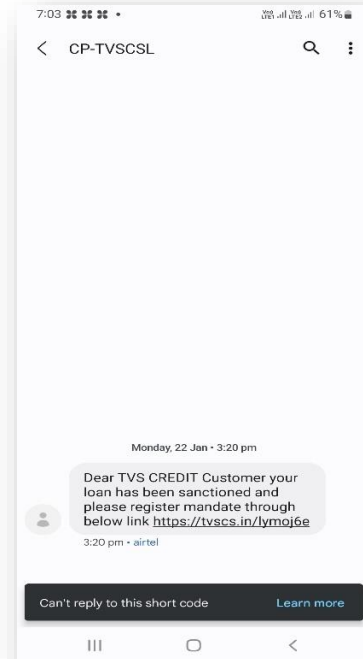 7:03
61%
CP-TVSCSL
Monday, 22 Jan • 3:20 pm
Dear TVS CREDIT Customer your
loan has been sanctioned and
please register mandate through
below link https://tvscs.in/lymoj6e
3:20 pm • airtel
Can't reply to this short code Learn more